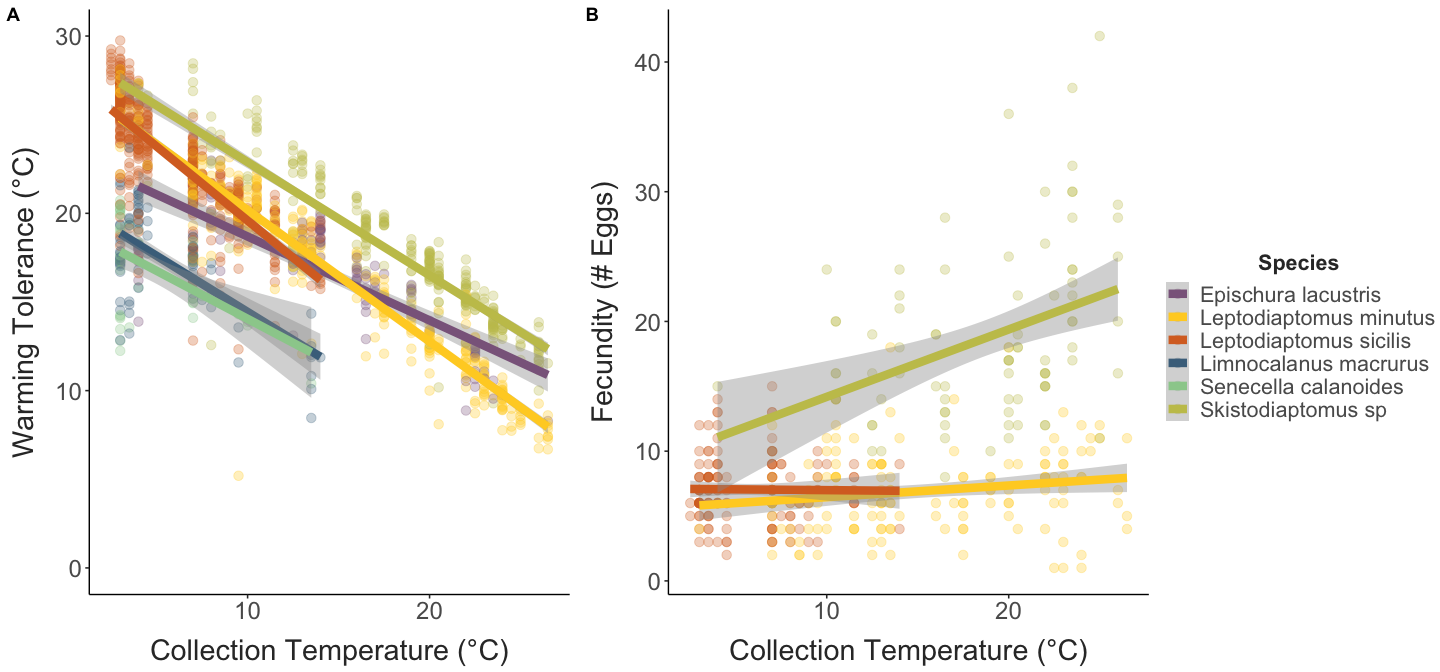 A
Warming Tolerance (°C)
30
20
10
0
10
20
Collection Temperature (°C)
B
Fecundity (# Eggs)
40
30
20
10
0
10
20
Collection Temperature (°C)
Species
Epischura lacustris
Leptodiaptomus minutus
Leptodiaptomus sicilis
Limnocalanus macrurus
Senecella calanoides
Skistodiaptomus sp